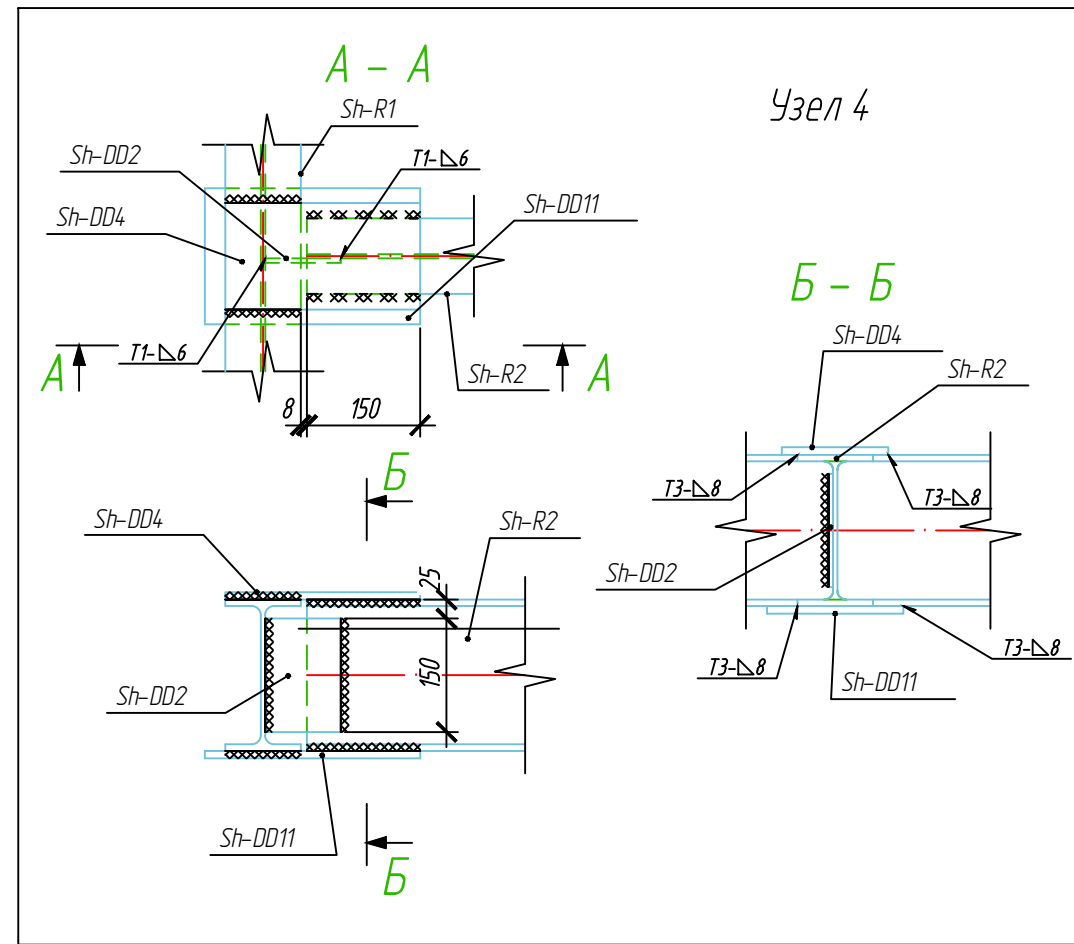 А – А
Узел 4
Sh-R1
Sh-DD2
T1-⊿6
Sh-DD4
Sh-DD11
T1-⊿6
А
А
Sh-R2
8
150
Б – Б
Sh-DD4
Sh-R2
T3-⊿8
T3-⊿8
Sh-DD2
T3-⊿8
T3-⊿8
Sh-DD11
Б
Sh-DD4
Sh-R2
25
150
Sh-DD2
Sh-DD11
Б